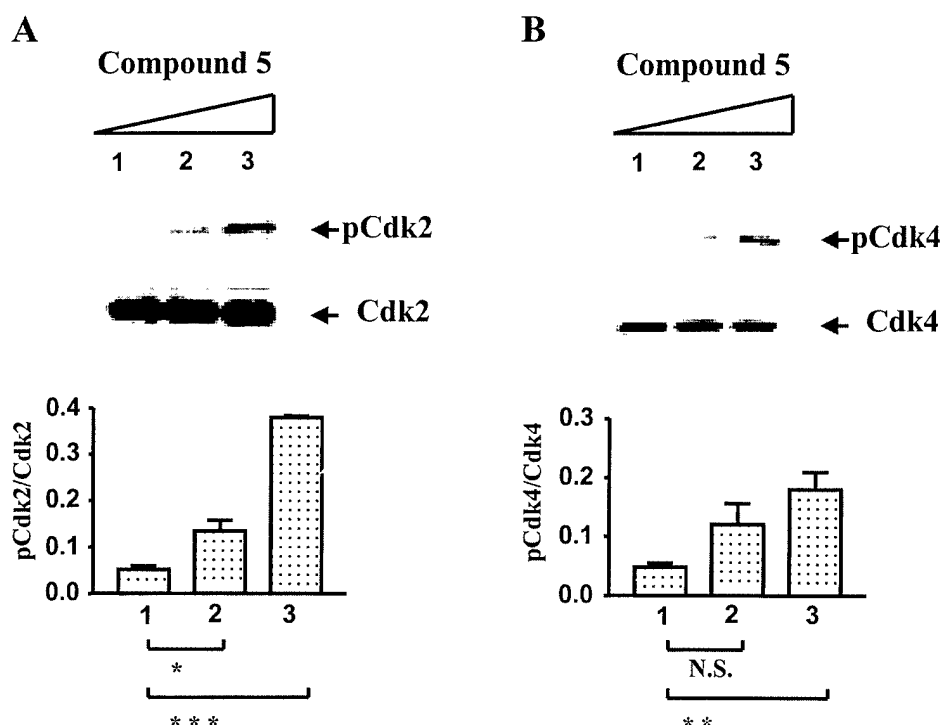 A
Compound 5
1 2 3
pCdk2
Cdk2
0.4
0.3
0.2
0.1
0.0
pCdk2/Cdk2
1 2 3
*
***
B
Compound 5
1 2 3
pCdk4
Cdk4
0.3
0.2
0.1
0.0
pCdk4/Cdk4
1 2 3
N.S.
**